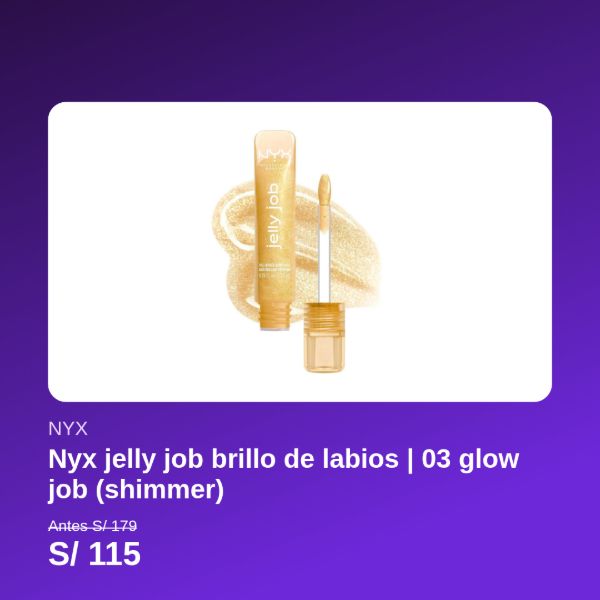 NYX
jelly job
NYX
Nyx jelly job brillo de labios | 03 glow
job (shimmer)
Antes S/ 179
S/ 115